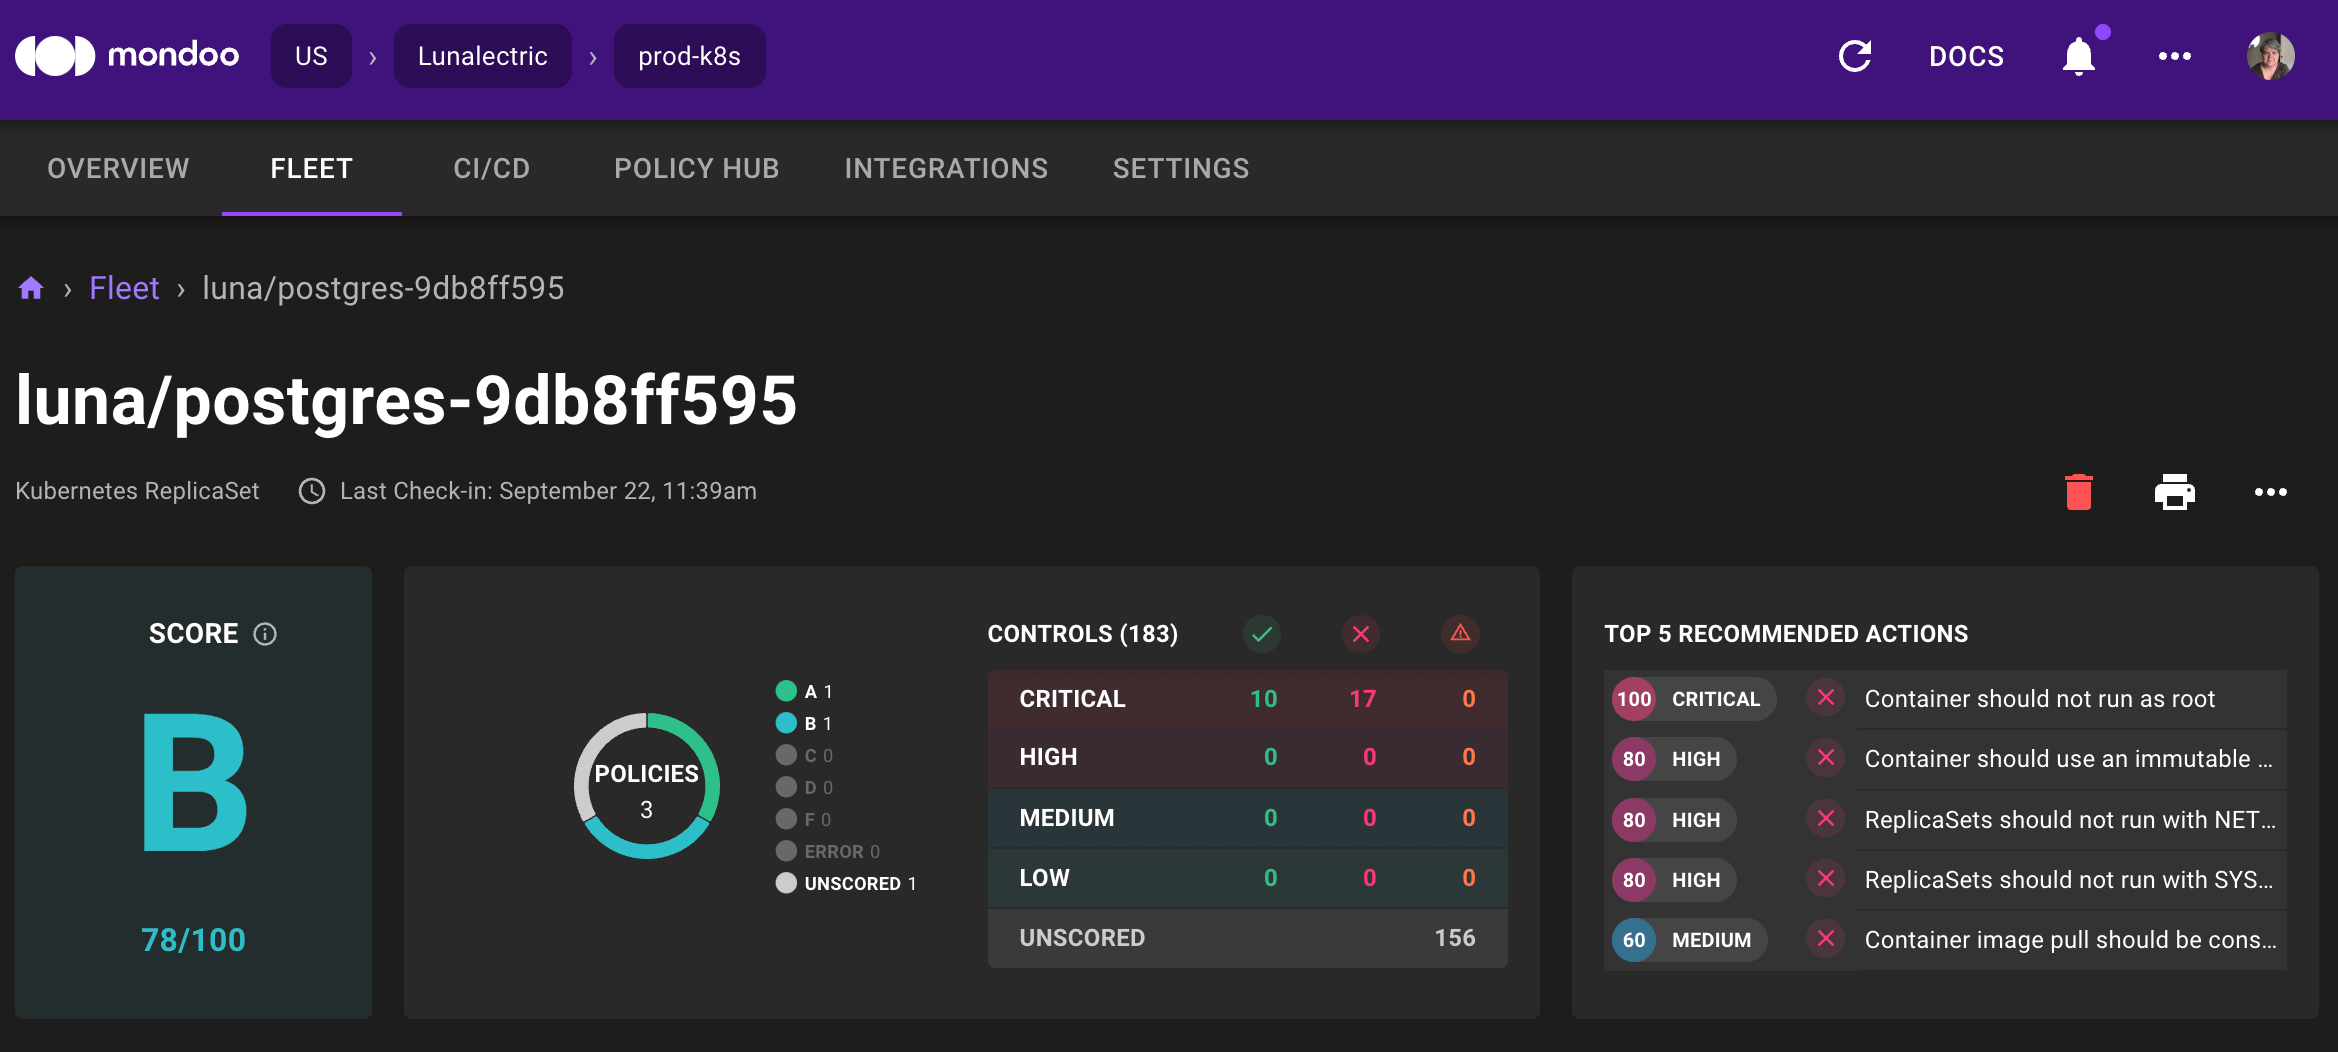 mondoo US › Lunalectric › prod-k8s DOCS
OVERVIEW FLEET CI/CD POLICY HUB INTEGRATIONS SETTINGS
› Fleet › luna/postgres-9db8ff595
luna/postgres-9db8ff595
Kubernetes ReplicaSet Last Check-in: September 22, 11:39am
SCORE
B
78/100
POLICIES
3
A 1
B 1
C 0
D 0
F 0
ERROR 0
UNSCORED 1
CONTROLS (183)
CRITICAL 10 17 0
HIGH 0 0 0
MEDIUM 0 0 0
LOW 0 0 0
UNSCORED 156
TOP 5 RECOMMENDED ACTIONS
100 CRITICAL Container should not run as root
80 HIGH Container should use an immutable ...
80 HIGH ReplicaSets should not run with NET...
80 HIGH ReplicaSets should not run with SYS...
60 MEDIUM Container image pull should be cons...